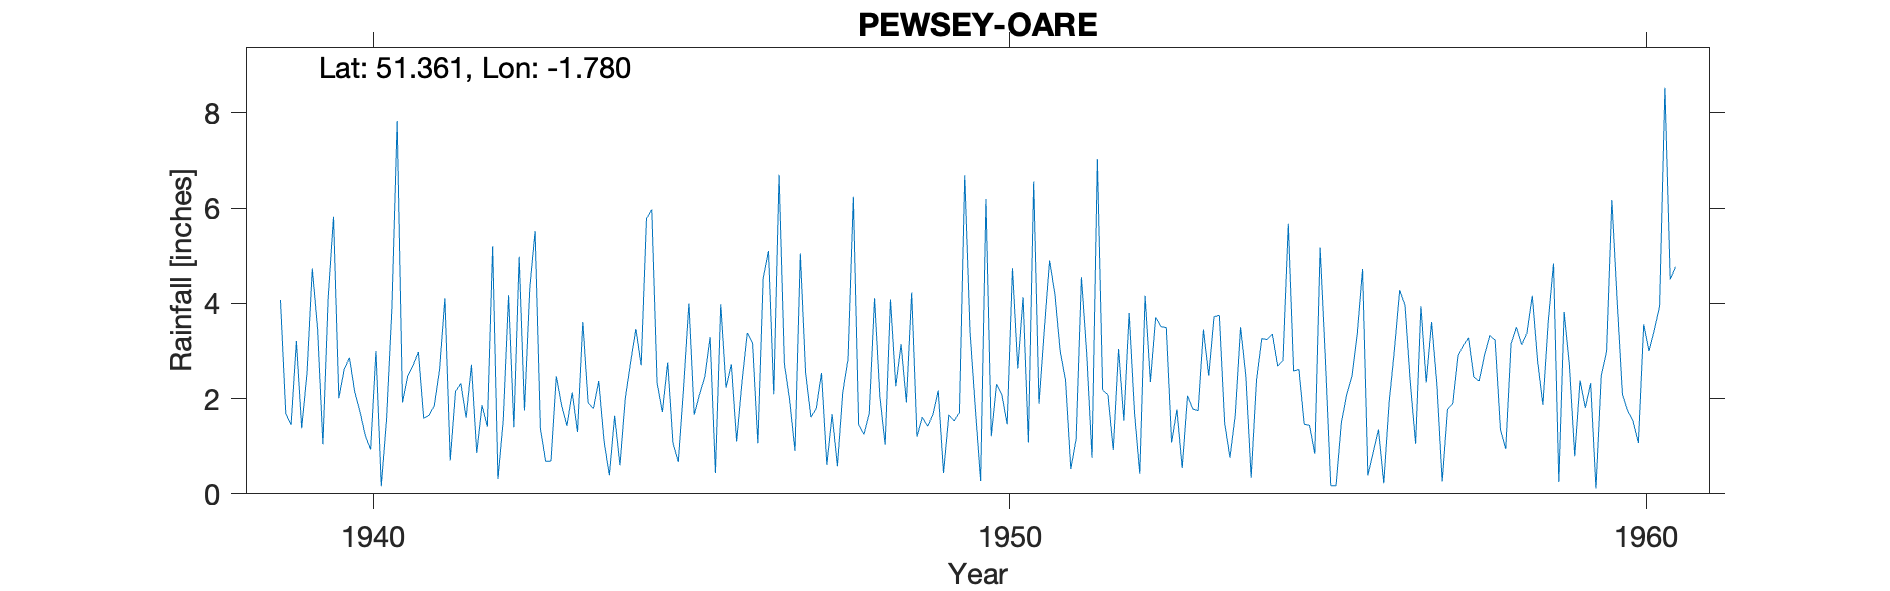 PEWSEY-OARE
Lat: 51.361, Lon: -1.780
8
6
4
2
0
Rainfall [inches]
1940 1950 1960
Year